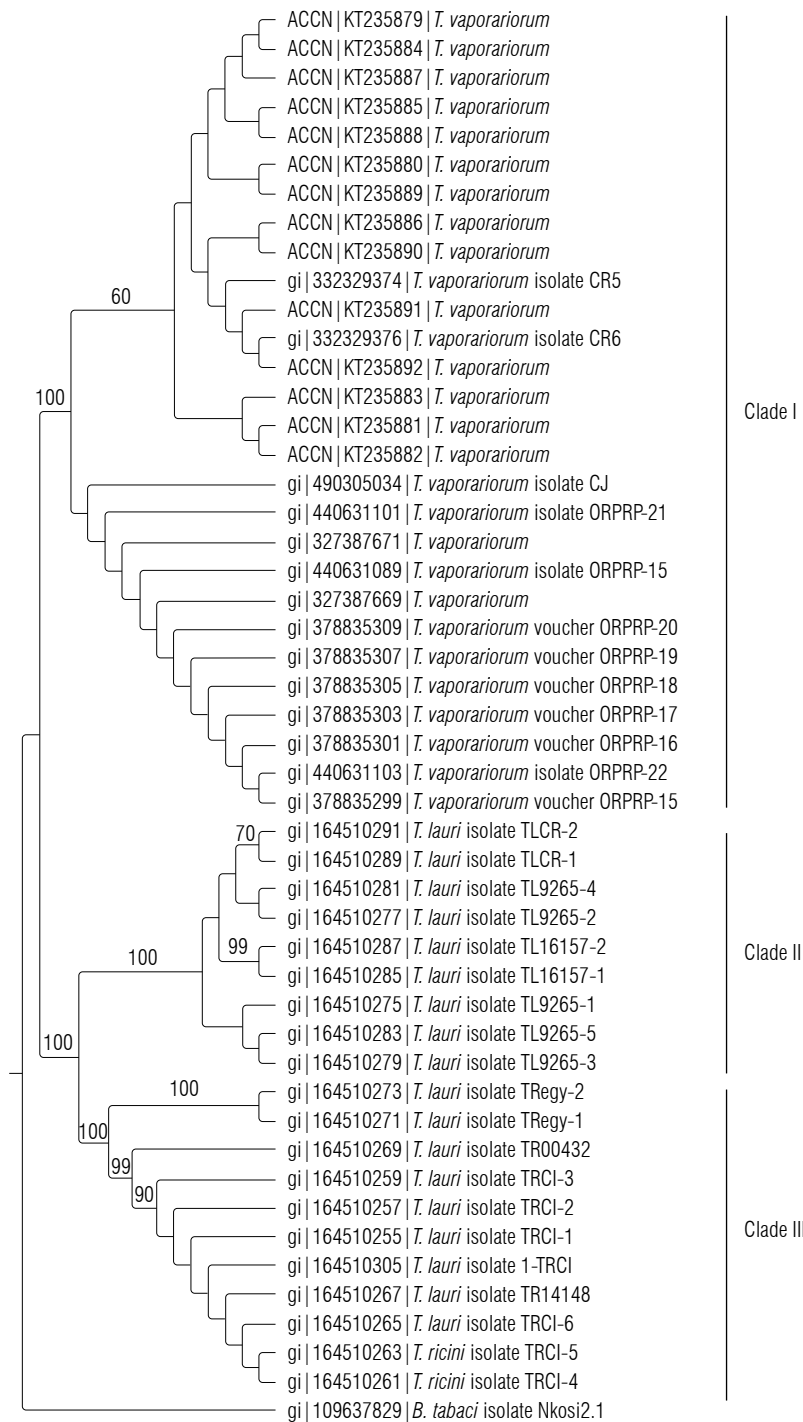 ACCN|KT235879|T. vaporariorum
ACCN|KT235884|T. vaporariorum
ACCN|KT235887|T. vaporariorum
ACCN|KT235885|T. vaporariorum
ACCN|KT235888|T. vaporariorum
ACCN|KT235880|T. vaporariorum
ACCN|KT235889|T. vaporariorum
ACCN|KT235886|T. vaporariorum
ACCN|KT235890|T. vaporariorum
gi|332329374|T. vaporariorum isolate CR5
60
ACCN|KT235891|T. vaporariorum
gi|332329376|T. vaporariorum isolate CR6
ACCN|KT235892|T. vaporariorum
100
ACCN|KT235883|T. vaporariorum
Clade I
ACCN|KT235881|T. vaporariorum
ACCN|KT235882|T. vaporariorum
gi|490305034|T. vaporariorum isolate CJ
gi|440631101|T. vaporariorum isolate ORPRP-21
gi|327387671|T. vaporariorum
gi|440631089|T. vaporariorum isolate ORPRP-15
gi|327387669|T. vaporariorum
gi|378835309|T. vaporariorum voucher ORPRP-20
gi|378835307|T. vaporariorum voucher ORPRP-19
gi|378835305|T. vaporariorum voucher ORPRP-18
gi|378835303|T. vaporariorum voucher ORPRP-17
gi|378835301|T. vaporariorum voucher ORPRP-16
gi|440631103|T. vaporariorum isolate ORPRP-22
gi|378835299|T. vaporariorum voucher ORPRP-15
70
gi|164510291|T. lauri isolate TLCR-2
gi|164510289|T. lauri isolate TLCR-1
gi|164510281|T. lauri isolate TL9265-4
gi|164510277|T. lauri isolate TL9265-2
99
gi|164510287|T. lauri isolate TL16157-2
Clade II
100
gi|164510285|T. lauri isolate TL16157-1
gi|164510275|T. lauri isolate TL9265-1
gi|164510283|T. lauri isolate TL9265-5
100
gi|164510279|T. lauri isolate TL9265-3
100
gi|164510273|T. lauri isolate TRegy-2
gi|164510271|T. lauri isolate TRegy-1
100
gi|164510269|T. lauri isolate TR00432
99
gi|164510259|T. lauri isolate TRCI-3
90
gi|164510257|T. lauri isolate TRCI-2
Clade III
gi|164510255|T. lauri isolate TRCI-1
gi|164510305|T. lauri isolate 1-TRCI
gi|164510267|T. lauri isolate TR14148
gi|164510265|T. lauri isolate TRCI-6
gi|164510263|T. ricini isolate TRCI-5
gi|164510261|T. ricini isolate TRCI-4
gi|109637829|B. tabaci isolate Nkosi2.1